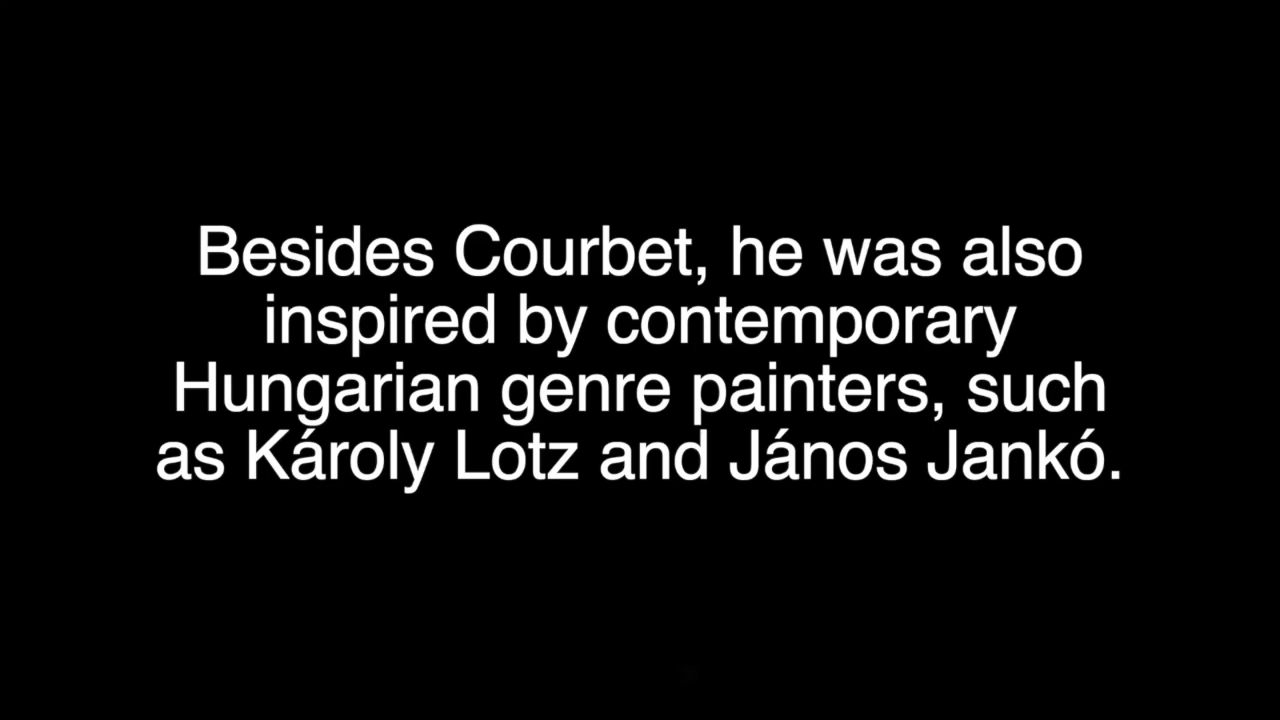 Besides Courbet, he was also
inspired by contemporary
Hungarian genre painters, such
as Károly Lotz and János Jankó.